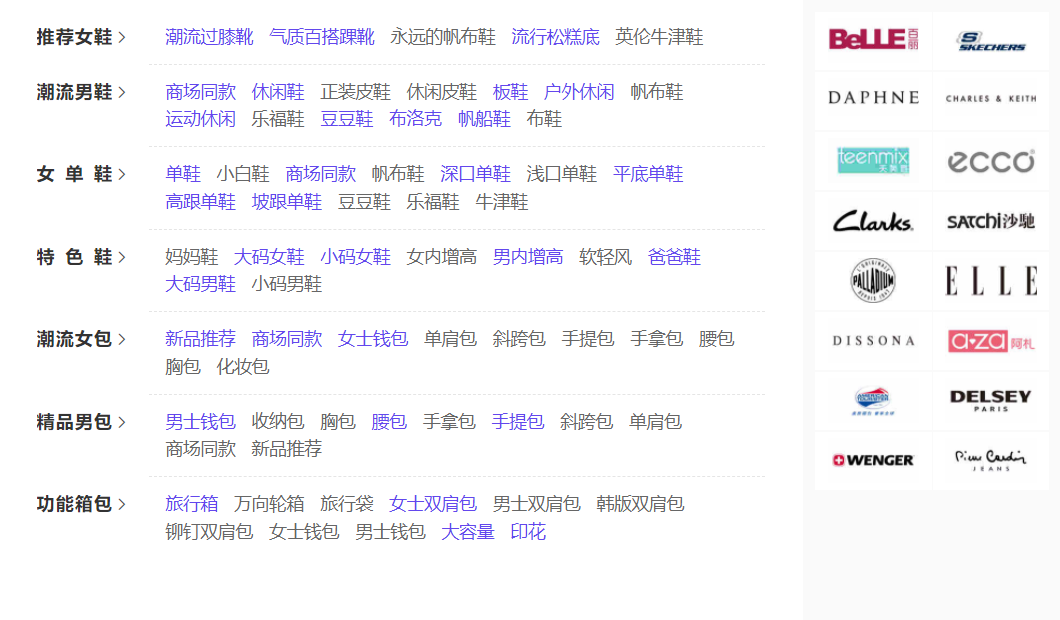 推荐女鞋 > 潮流过膝靴 气质百搭踝靴 永远的帆布鞋 流行松糕底 英伦牛津鞋
潮流男鞋 > 商场同款 休闲鞋 正装皮鞋 休闲皮鞋 板鞋 户外休闲 帆布鞋
运动休闲 乐福鞋 豆豆鞋 布洛克 帆船鞋 布鞋
女单鞋 > 单鞋 小白鞋 商场同款 帆布鞋 深口单鞋 浅口单鞋 平底单鞋
高跟单鞋 坡跟单鞋 豆豆鞋 乐福鞋 牛津鞋
特色鞋 > 妈妈鞋 大码女鞋 小码女鞋 女内增高 男内增高 软轻风 爸爸鞋
大码男鞋 小码男鞋
潮流女包 > 新品推荐 商场同款 女士钱包 单肩包 斜跨包 手提包 手拿包 腰包
胸包 化妆包
精品男包 > 男士钱包 收纳包 胸包 腰包 手拿包 手提包 斜跨包 单肩包
商场同款 新品推荐
功能箱包 > 旅行箱 万向轮箱 旅行袋 女士双肩包 男士双肩包 韩版双肩包
铆钉双肩包 女士钱包 男士钱包 大容量 印花
BeLLE 百丽 SKECHERS
DAPHNE CHARLES & KEITH
teenmix 天美意 ecco
Clarks. SATCHI沙馳
L'ORIGINALE
PALLADIUM
DEPUIS 1947
ELLE
DISSONA a·za 阿札
DELSEY
PARIS
WENGER Pierre Cardin
JEANS